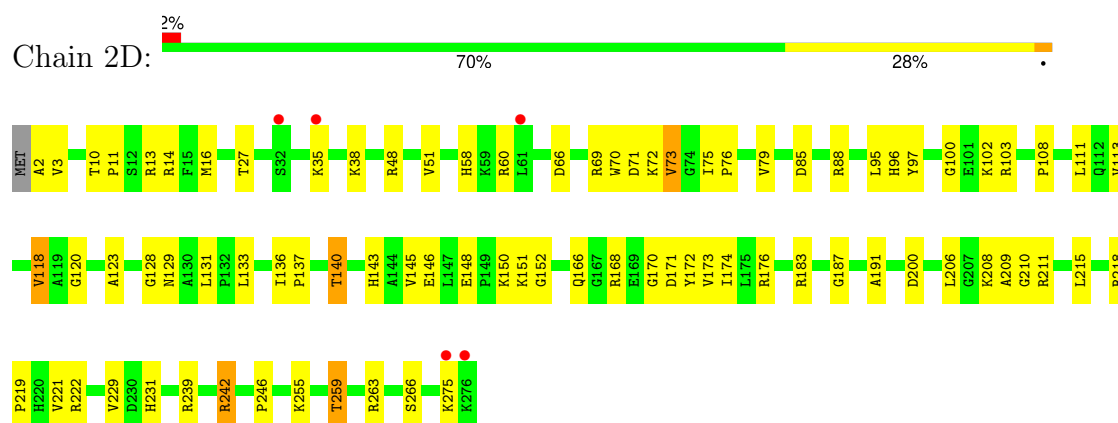 2%
Chain 2D:
70% 28% •
MET A2 V3 T10 P11 S12 R13 R14 F15 M16 T27 S32 K35 K38 R48 V51 H58 K59 R60 L61 D66 R69 W70 D71 K72 V73 G74 I75 P76 V79 D85 R88 L95 H96 Y97 G100 E101 K102 R103 P108 L111 Q112 V113
V118 A119 G120 A123 G128 N129 A130 L131 P132 L133 I136 P137 T140 H143 A144 V145 E146 L147 E148 P149 K150 K151 G152 Q166 G167 R168 E169 G170 D171 Y172 V173 I174 L175 R176 R183 G187 A191 D200 L206 G207 K208 A209 G210 R211 L215
P219 H220 V221 R222 V229 D230 H231 R239 R242 P246 K255 T259 R263 S266 K275 K276